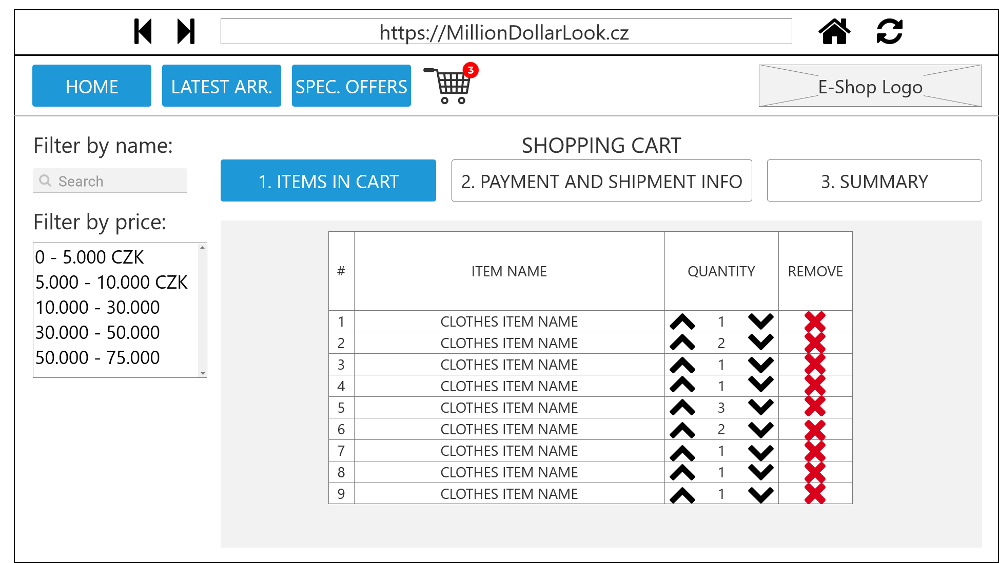 https://MillionDollarLook.cz
HOME LATEST ARR. SPEC. OFFERS 3 E-Shop Logo
Filter by name:
Search
Filter by price:
0 - 5.000 CZK
5.000 - 10.000 CZK
10.000 - 30.000
30.000 - 50.000
50.000 - 75.000
SHOPPING CART
1. ITEMS IN CART 2. PAYMENT AND SHIPMENT INFO 3. SUMMARY
# ITEM NAME QUANTITY REMOVE
1 CLOTHES ITEM NAME 1
2 CLOTHES ITEM NAME 2
3 CLOTHES ITEM NAME 1
4 CLOTHES ITEM NAME 1
5 CLOTHES ITEM NAME 3
6 CLOTHES ITEM NAME 2
7 CLOTHES ITEM NAME 1
8 CLOTHES ITEM NAME 1
9 CLOTHES ITEM NAME 1